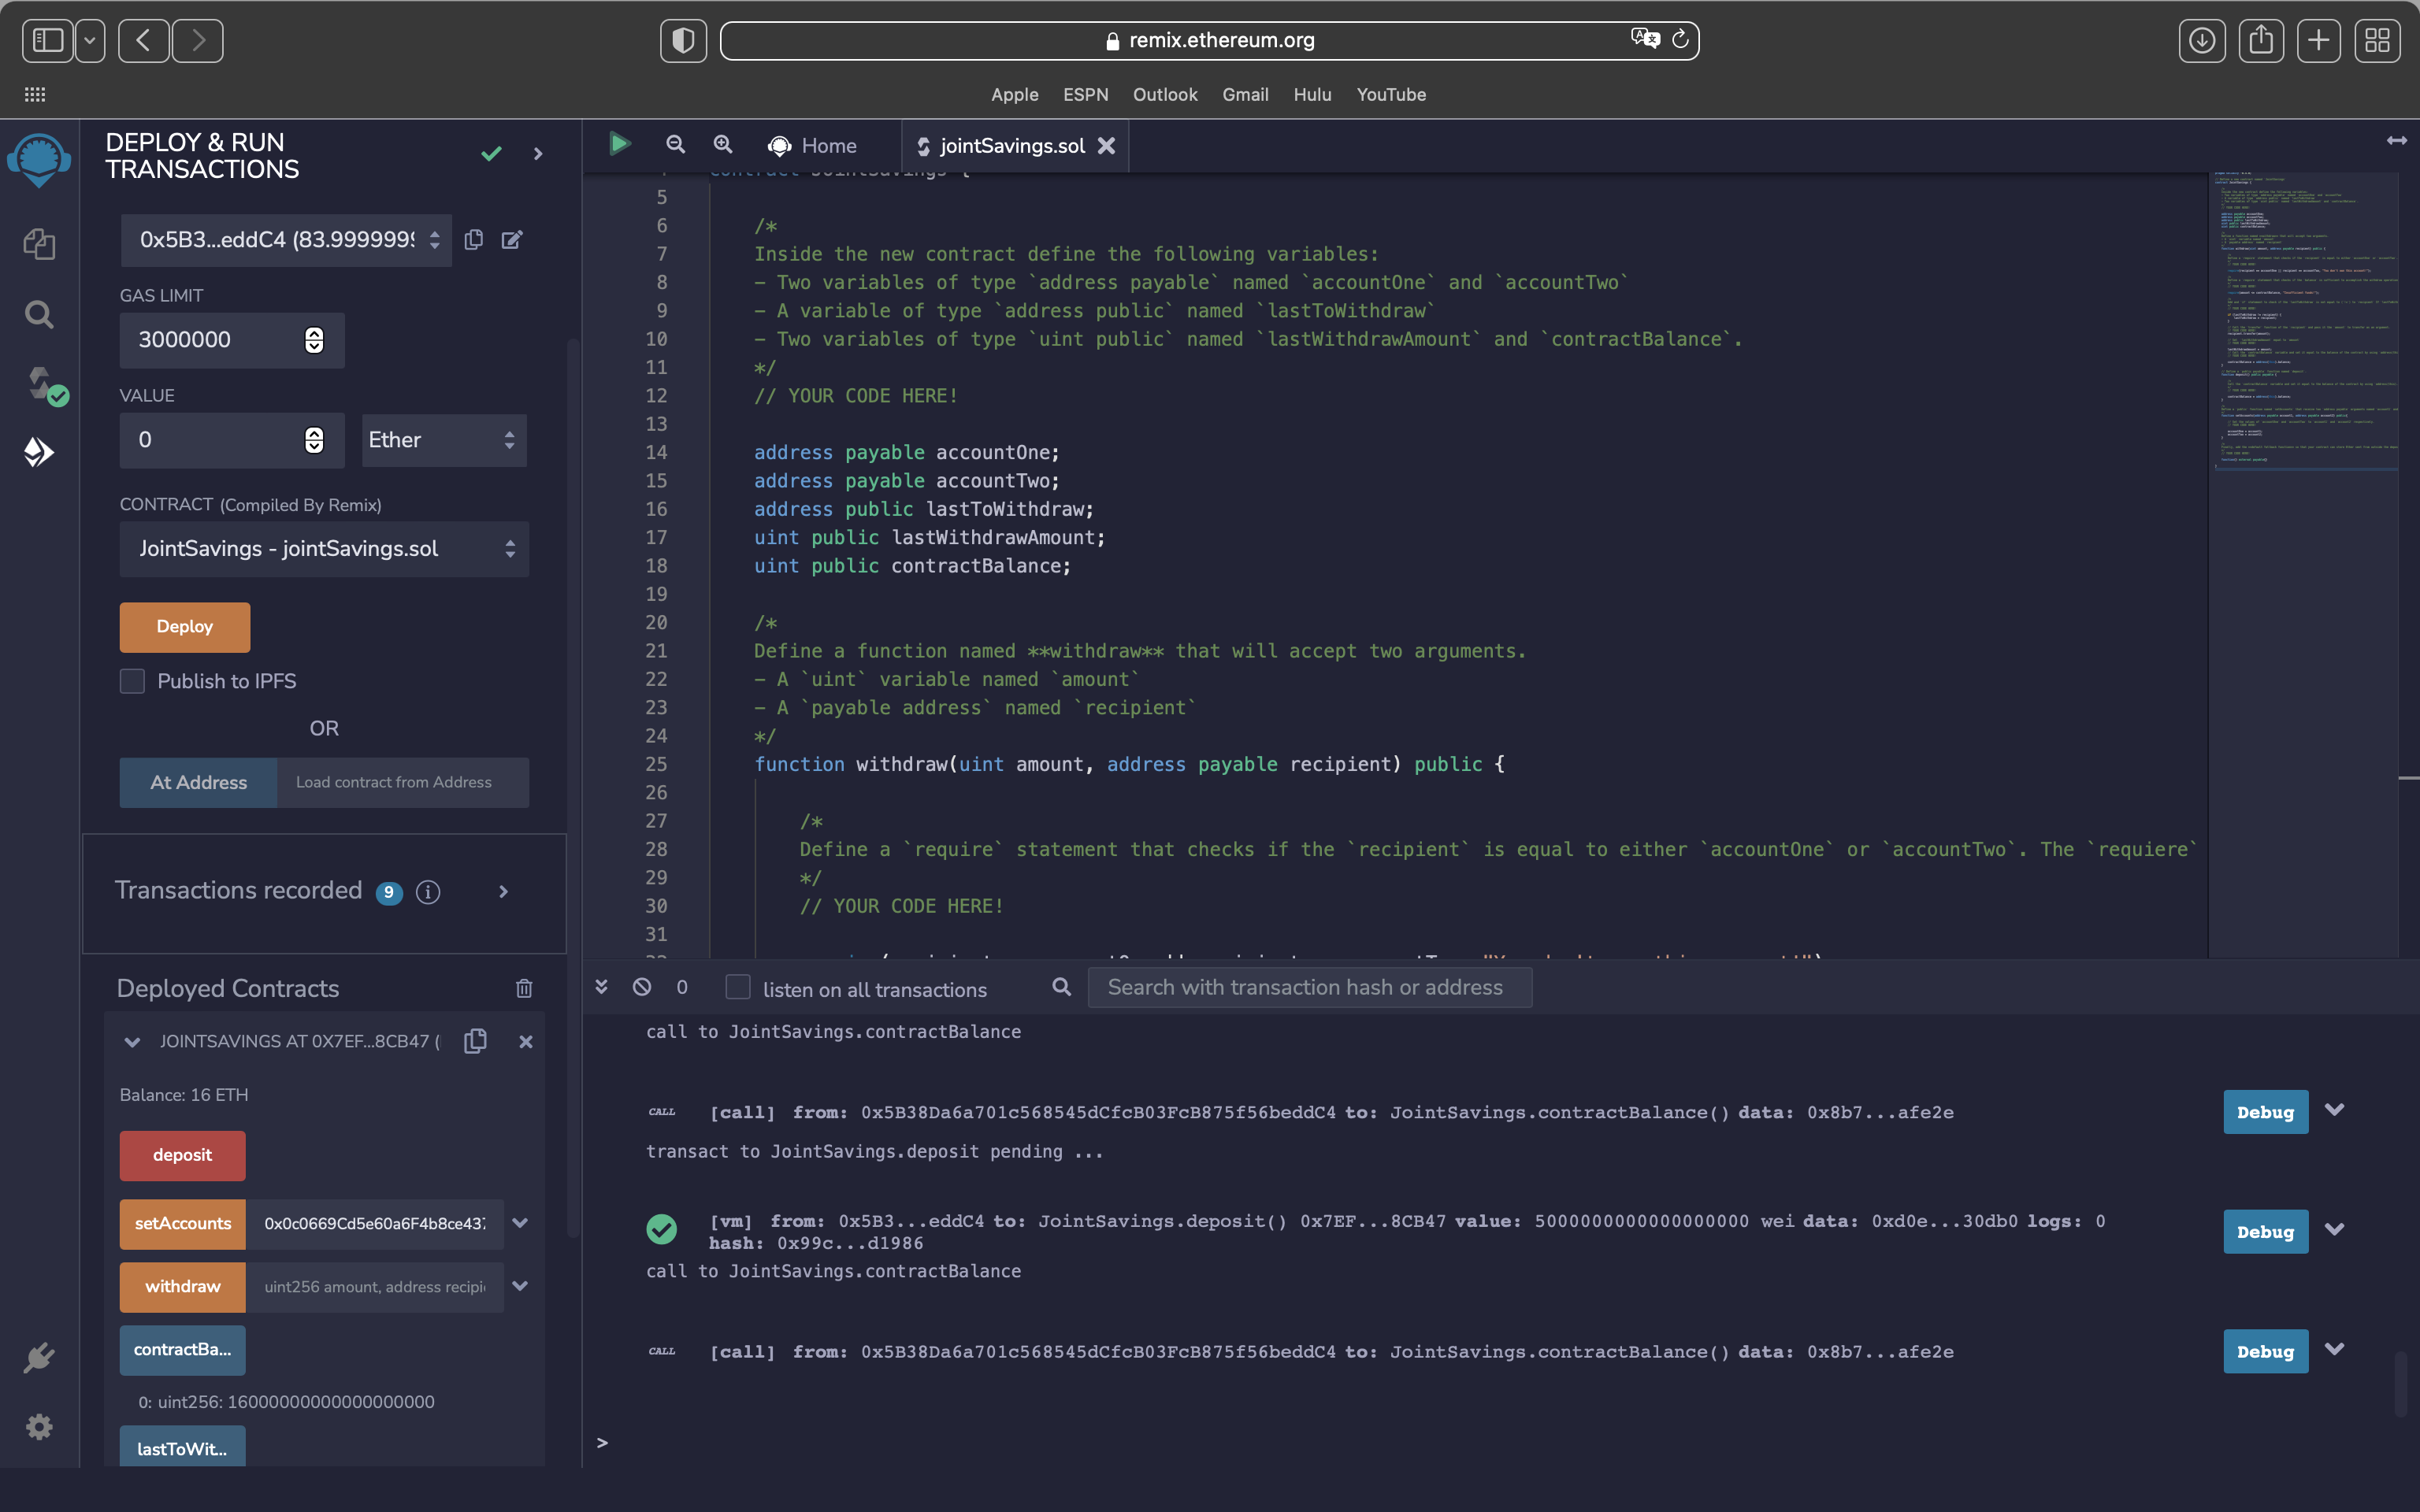 remix.ethereum.org
Apple ESPN Outlook Gmail Hulu YouTube
DEPLOY & RUN
TRANSACTIONS
0x5B3...eddC4 (83.9999999
GAS LIMIT
3000000
VALUE
0 Ether
CONTRACT (Compiled By Remix)
JointSavings - jointSavings.sol
Deploy
Publish to IPFS
OR
At Address Load contract from Address
Transactions recorded 9
Deployed Contracts
JOINTSAVINGS AT 0X7EF...8CB47 (
Balance: 16 ETH
deposit
setAccounts 0x0c0669Cd5e60a6F4b8ce437
withdraw uint256 amount, address recipi
contractBa...
0: uint256: 16000000000000000000
lastToWit...
Home jointSavings.sol
contract JointSavings {
5
6 /*
7 Inside the new contract define the following variables:
8 - Two variables of type `address payable` named `accountOne` and `accountTwo`
9 - A variable of type `address public` named `lastToWithdraw`
10 - Two variables of type `uint public` named `lastWithdrawAmount` and `contractBalance`.
11 */
12 // YOUR CODE HERE!
13
14 address payable accountOne;
15 address payable accountTwo;
16 address public lastToWithdraw;
17 uint public lastWithdrawAmount;
18 uint public contractBalance;
19
20 /*
21 Define a function named **withdraw** that will accept two arguments.
22 - A `uint` variable named `amount`
23 - A `payable address` named `recipient`
24 */
25 function withdraw(uint amount, address payable recipient) public {
26
27 /*
28 Define a `require` statement that checks if the `recipient` is equal to either `accountOne` or `accountTwo`. The `requiere`
29 */
30 // YOUR CODE HERE!
31
0 listen on all transactions Search with transaction hash or address
call to JointSavings.contractBalance
CALL [call] from: 0x5B38Da6a701c568545dCfcB03FcB875f56beddC4 to: JointSavings.contractBalance() data: 0x8b7...afe2e Debug
transact to JointSavings.deposit pending ...
[vm] from: 0x5B3...eddC4 to: JointSavings.deposit() 0x7EF...8CB47 value: 5000000000000000000 wei data: 0xd0e...30db0 logs: 0 Debug
hash: 0x99c...d1986
call to JointSavings.contractBalance
CALL [call] from: 0x5B38Da6a701c568545dCfcB03FcB875f56beddC4 to: JointSavings.contractBalance() data: 0x8b7...afe2e Debug
>